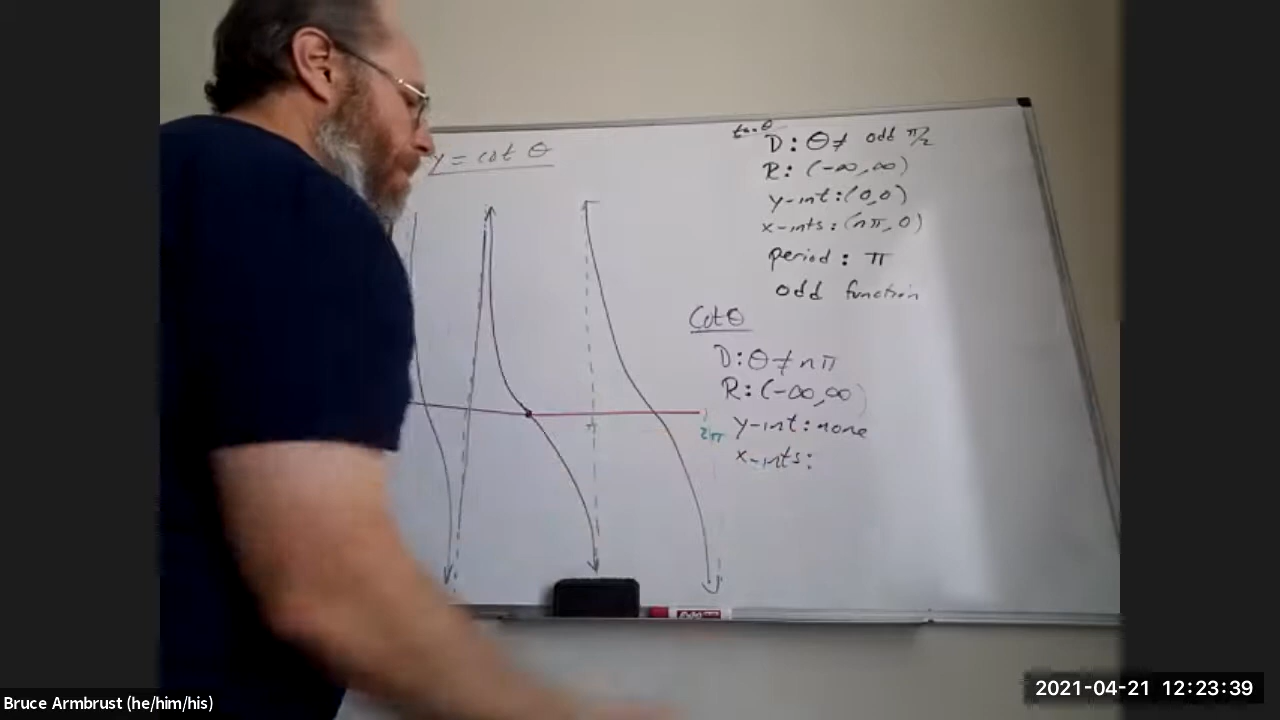 y = cot θ
tan θ
D: θ ≠ odd π/2
R: (-∞, ∞)
y-int: (0,0)
x-ints: (nπ, 0)
period: π
odd function
Cot θ
D: θ ≠ nπ
R: (-∞, ∞)
y-int: none
x-ints:
π
2π
Bruce Armbrust (he/him/his)
2021-04-21 12:23:39